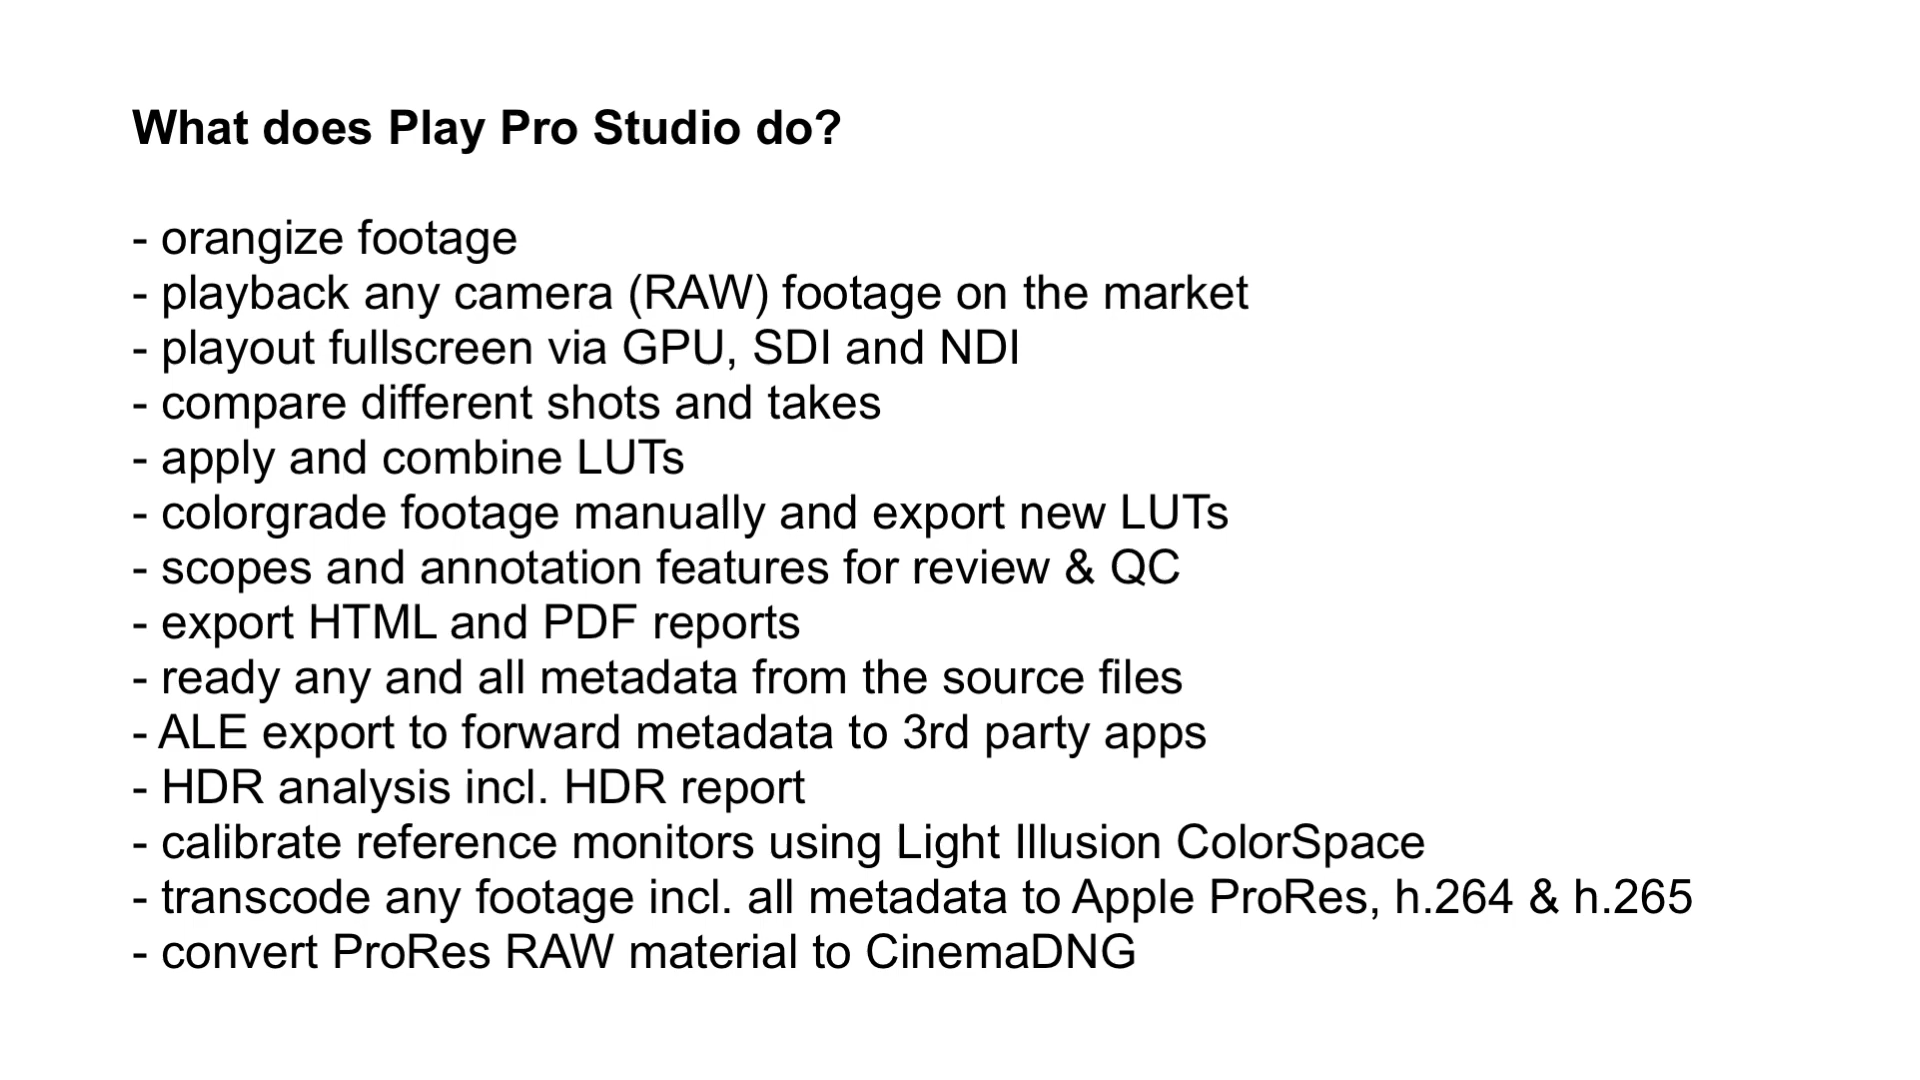 What does Play Pro Studio do?
- orangize footage
- playback any camera (RAW) footage on the market
- playout fullscreen via GPU, SDI and NDI
- compare different shots and takes
- apply and combine LUTs
- colorgrade footage manually and export new LUTs
- scopes and annotation features for review & QC
- export HTML and PDF reports
- ready any and all metadata from the source files
- ALE export to forward metadata to 3rd party apps
- HDR analysis incl. HDR report
- calibrate reference monitors using Light Illusion ColorSpace
- transcode any footage incl. all metadata to Apple ProRes, h.264 & h.265
- convert ProRes RAW material to CinemaDNG